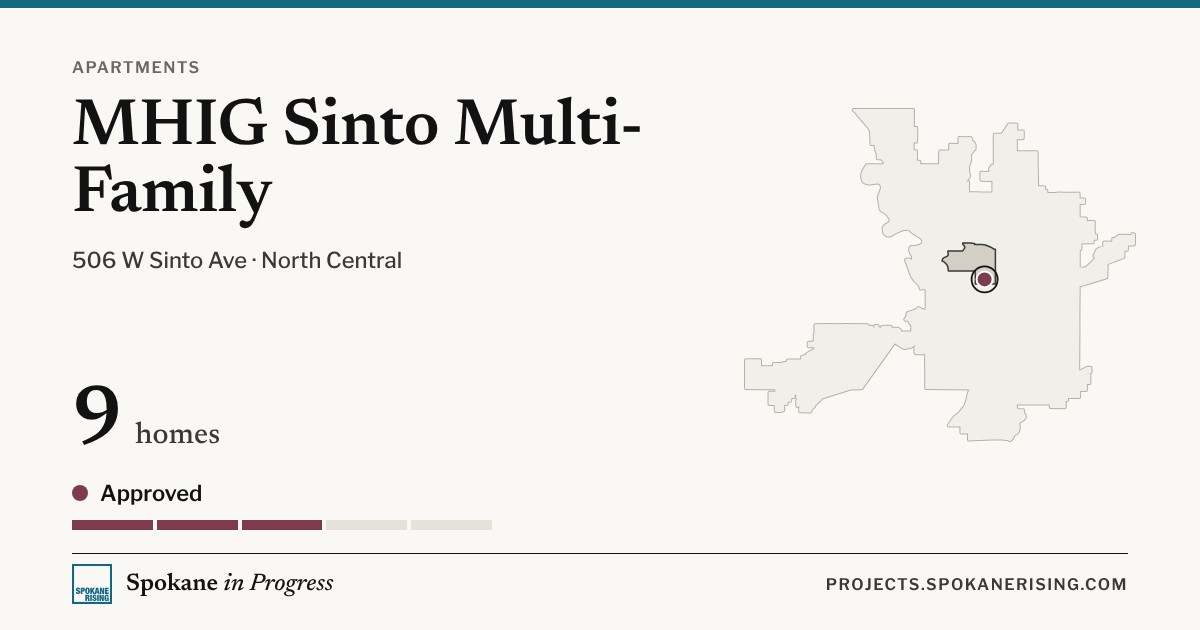 APARTMENTS
MHIG Sinto Multi-
Family
506 W Sinto Ave · North Central
9 homes
Approved
SPOKANE
RISING
Spokane in Progress
PROJECTS.SPOKANERISING.COM